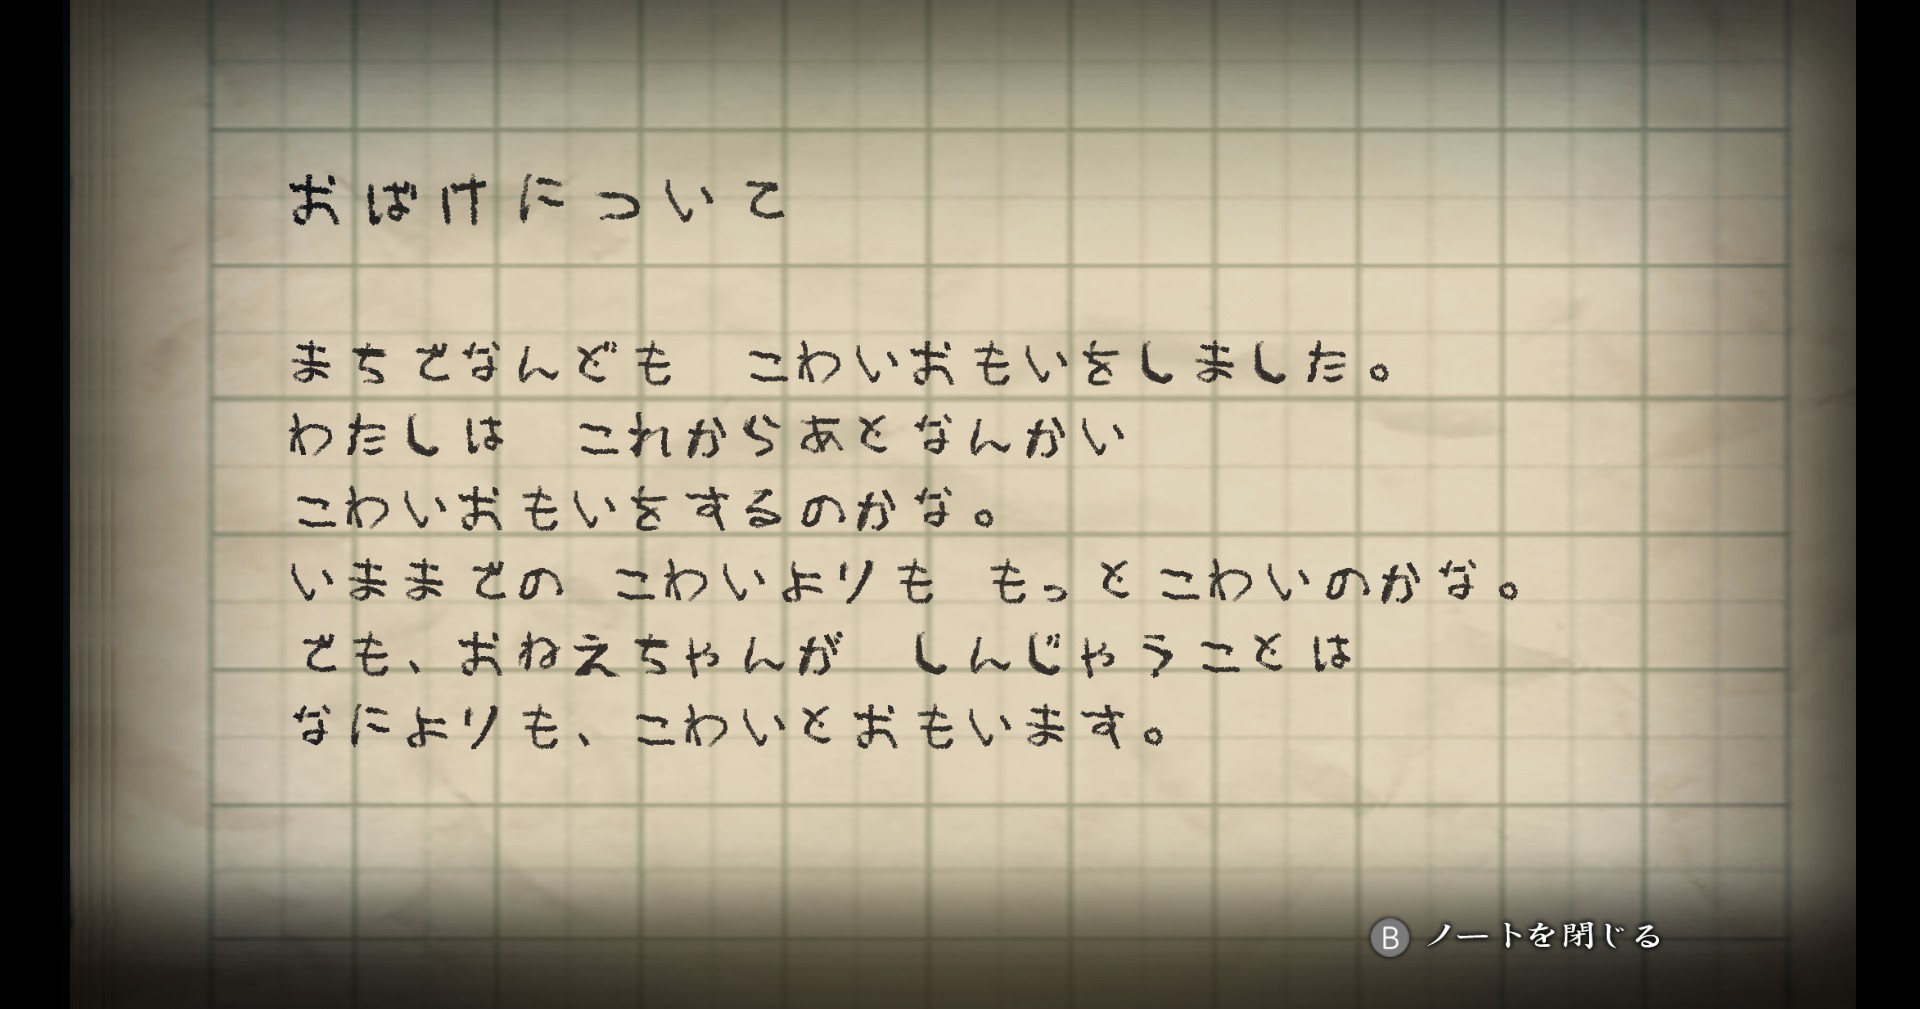 おばけについて
まちでなんども　こわいおもいをしました。
わたしは　これからあとなんかい
こわいおもいをするのかな。
いままでの　こわいよりも　もっとこわいのかな。
でも、おねえちゃんが　しんじゃうことは
なによりも、こわいとおもいます。
B ノートを閉じる